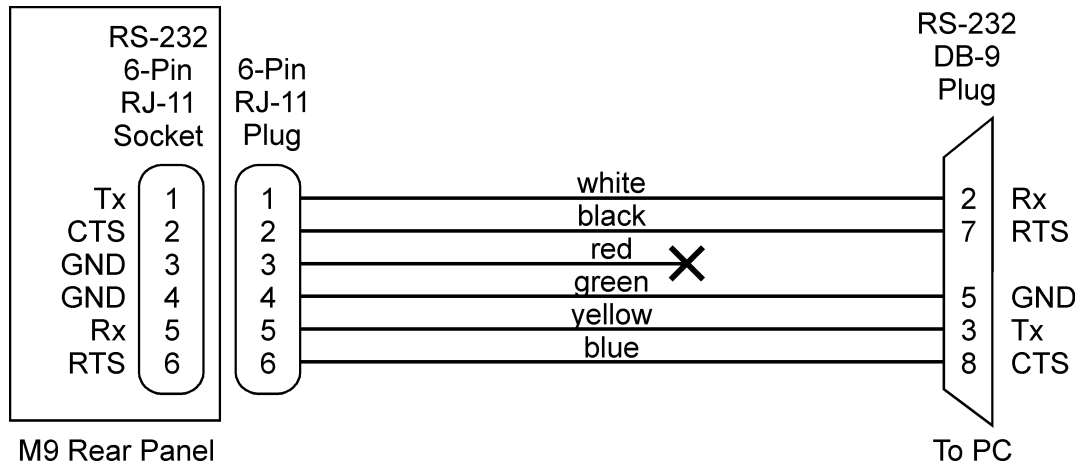 RS-232
6-Pin
RJ-11
Socket
6-Pin
RJ-11
Plug
RS-232
DB-9
Plug
Tx 1 1 white 2 Rx
CTS 2 2 black 7 RTS
GND 3 3 red
GND 4 4 green 5 GND
Rx 5 5 yellow 3 Tx
RTS 6 6 blue 8 CTS
M9 Rear Panel
To PC